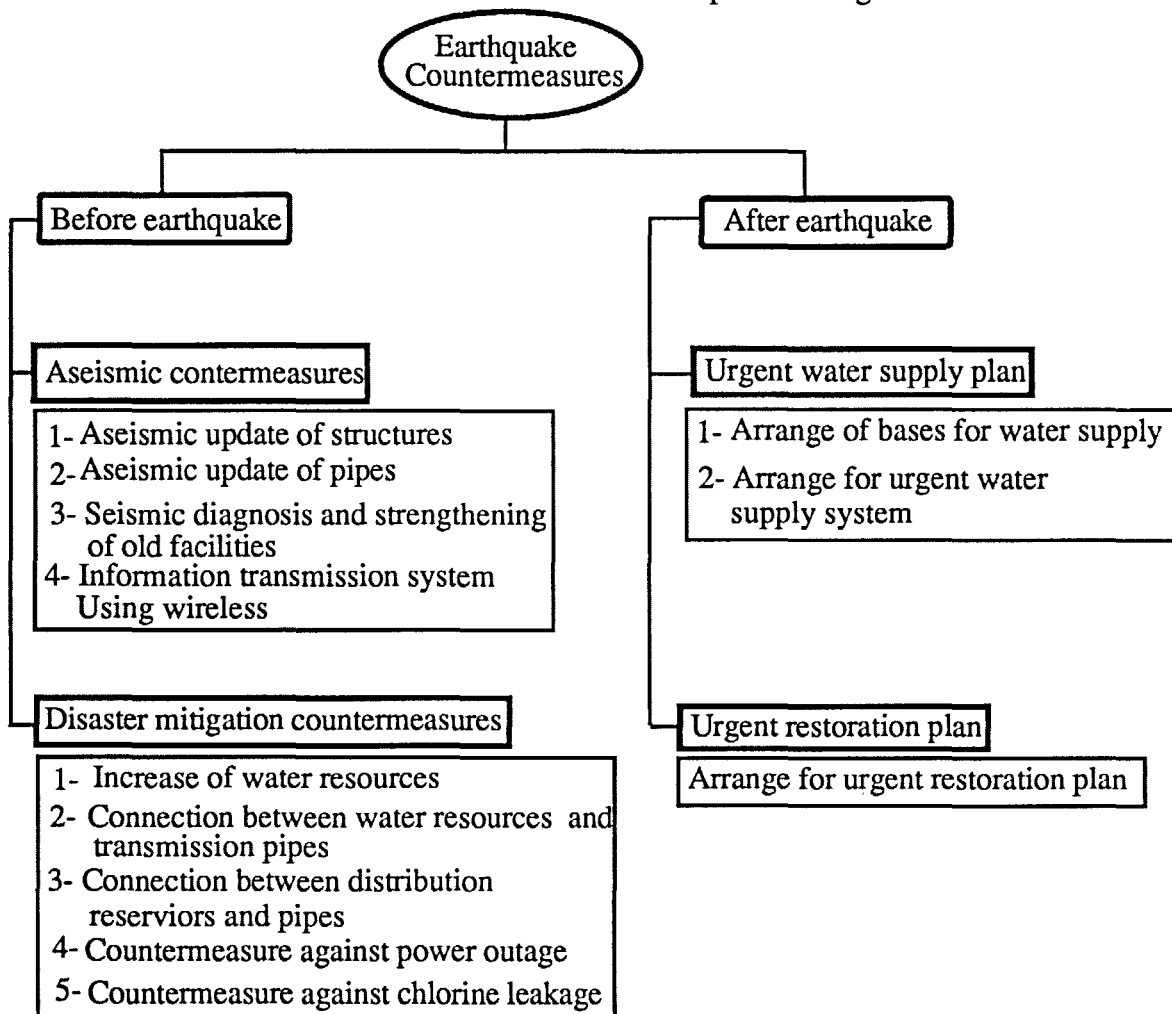 Earthquake
Countermeasures
Before earthquake
Aseismic contermeasures
1- Aseismic update of structures
2- Aseismic update of pipes
3- Seismic diagnosis and strengthening
of old facilities
4- Information transmission system
Using wireless
Disaster mitigation countermeasures
1- Increase of water resources
2- Connection between water resources and
transmission pipes
3- Connection between distribution
reserviors and pipes
4- Countermeasure against power outage
5- Countermeasure against chlorine leakage
After earthquake
Urgent water supply plan
1- Arrange of bases for water supply
2- Arrange for urgent water
supply system
Urgent restoration plan
Arrange for urgent restoration plan